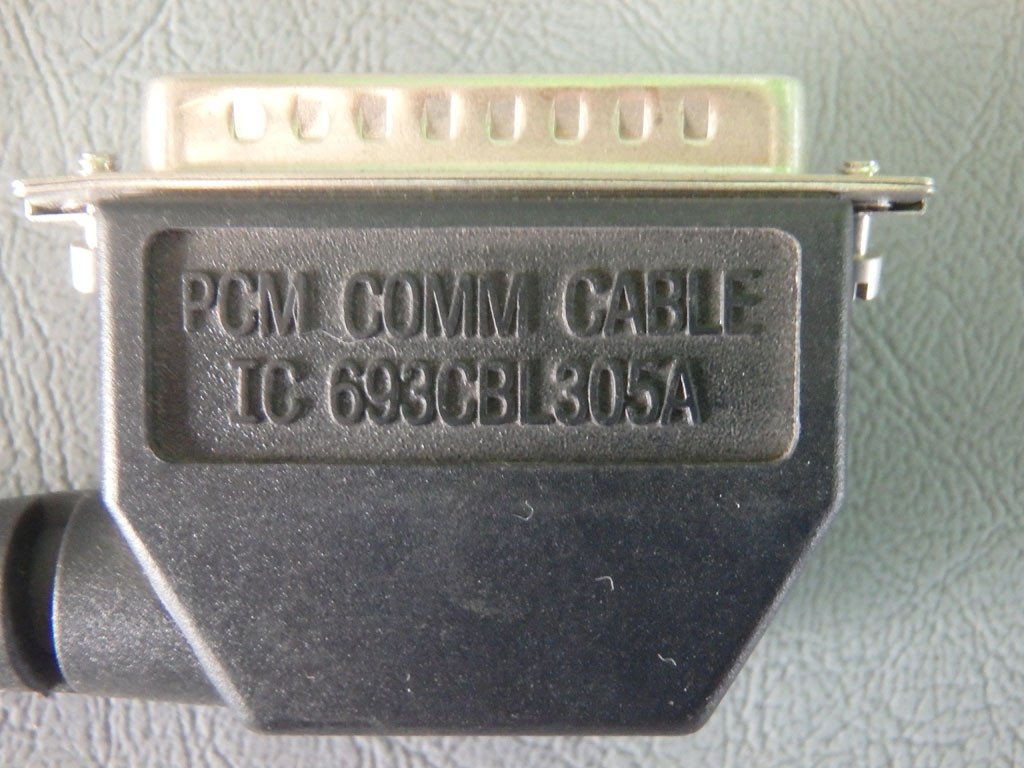 PCM COMM CABLE
IC 693CBL305A